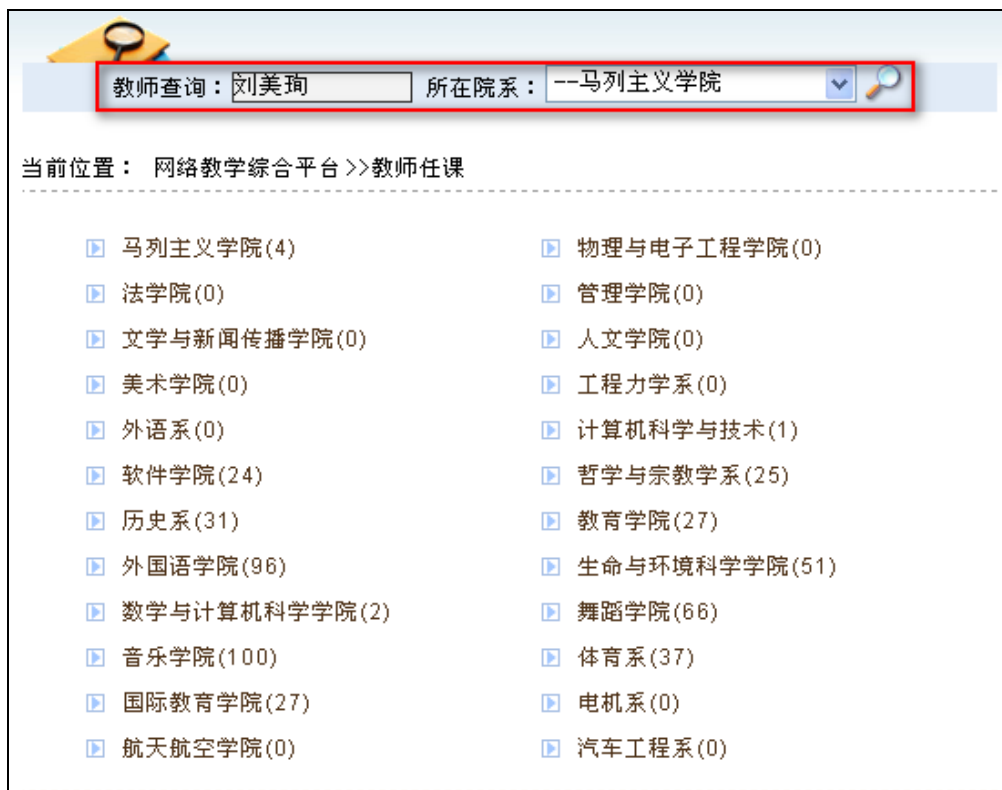 教师查询：刘美珣 所在院系：--马列主义学院
当前位置： 网络教学综合平台>>教师任课
马列主义学院(4) 物理与电子工程学院(0)
法学院(0) 管理学院(0)
文学与新闻传播学院(0) 人文学院(0)
美术学院(0) 工程力学系(0)
外语系(0) 计算机科学与技术(1)
软件学院(24) 哲学与宗教学系(25)
历史系(31) 教育学院(27)
外国语学院(96) 生命与环境科学学院(51)
数学与计算机科学学院(2) 舞蹈学院(66)
音乐学院(100) 体育系(37)
国际教育学院(27) 电机系(0)
航天航空学院(0) 汽车工程系(0)